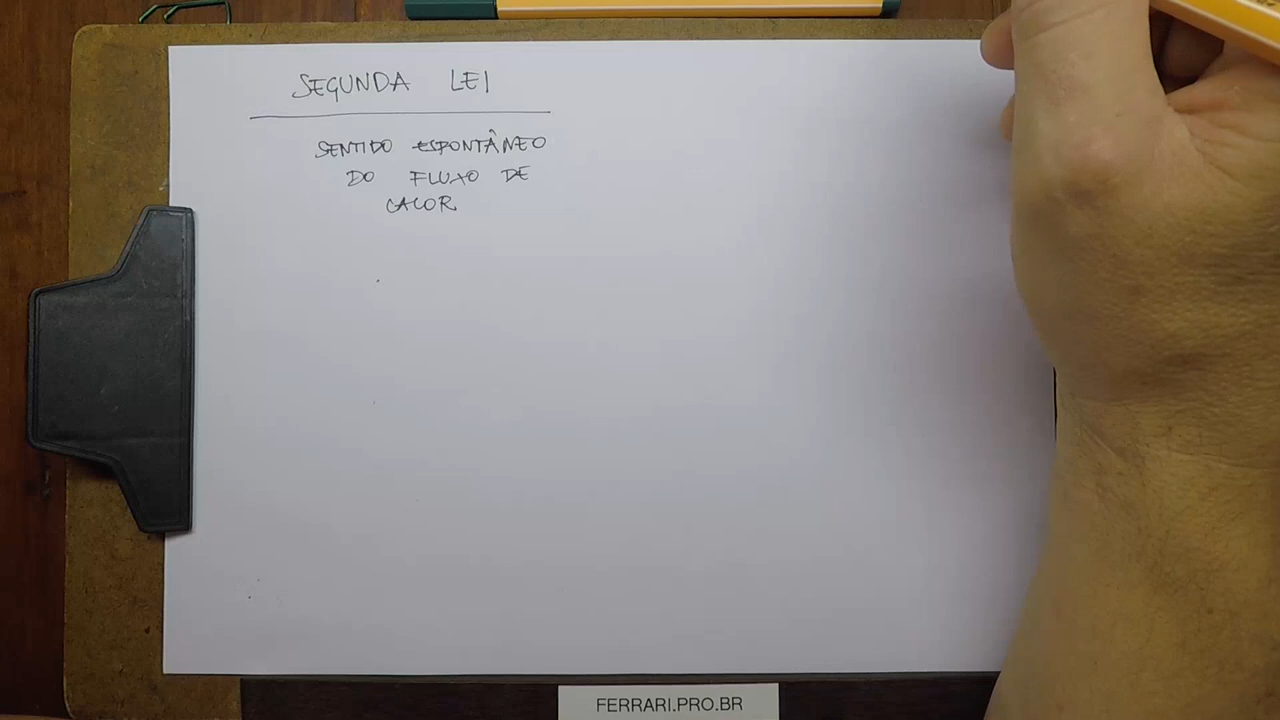 SEGUNDA LEI
SENTIDO ESPONTÂNEO
DO FLUXO DE
CALOR
FERRARI.PRO.BR